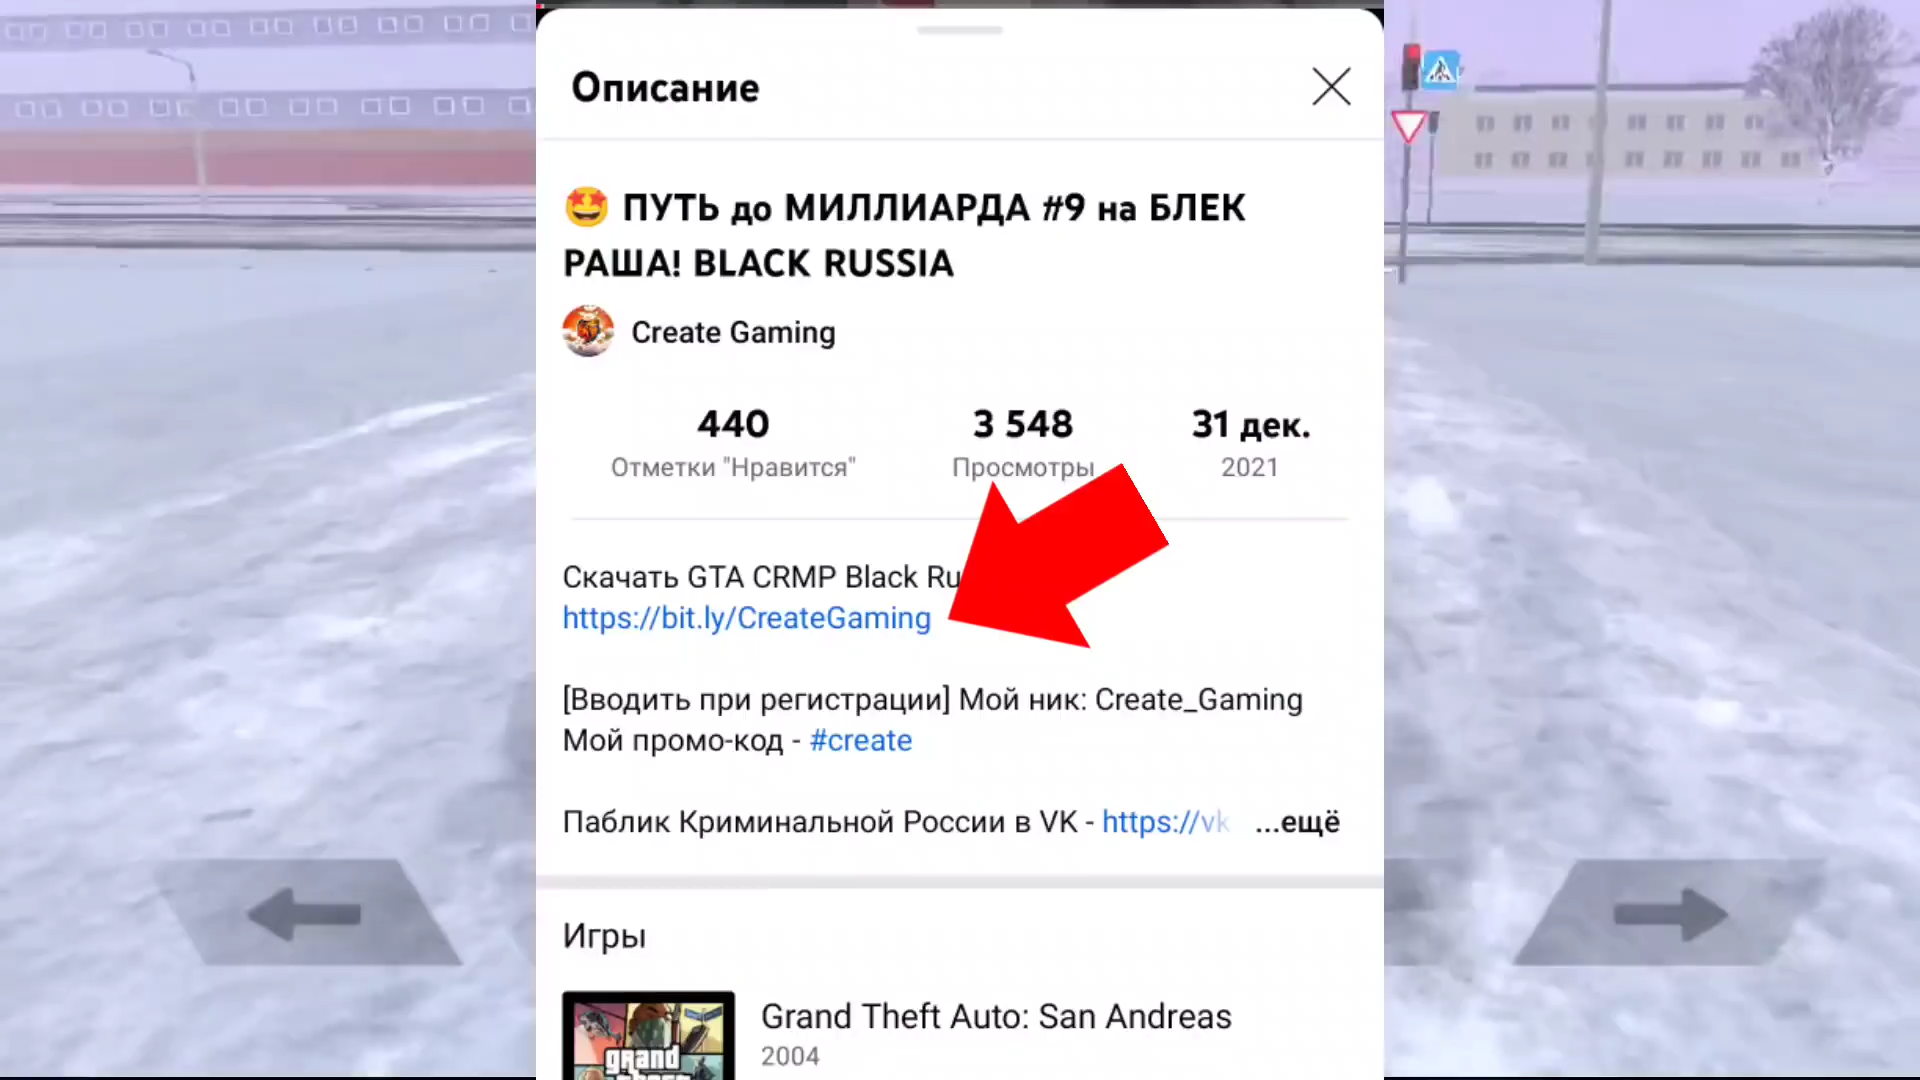 Описание
ПУТЬ до МИЛЛИАРДА #9 на БЛЕК
РАША! BLACK RUSSIA
Create Gaming
440 3 548 31 дек.
Отметки "Нравится" Просмотры 2021
Скачать GTA CRMP Black Ru
https://bit.ly/CreateGaming
[Вводить при регистрации] Мой ник: Create_Gaming
Мой промо-код - #create
Паблик Криминальной России в VK - https://vk ...ещё
Игры
Grand Theft Auto: San Andreas
2004
grand